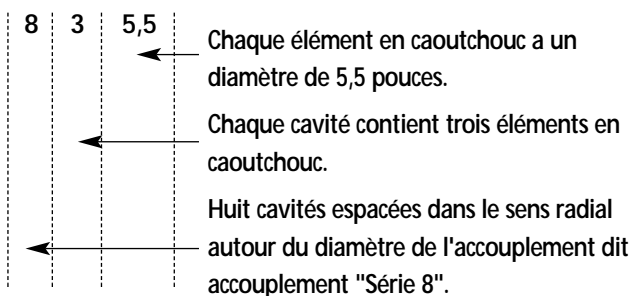 8 3 5,5
Chaque élément en caoutchouc a un
diamètre de 5,5 pouces.
Chaque cavité contient trois éléments en
caoutchouc.
Huit cavités espacées dans le sens radial
autour du diamètre de l'accouplement dit
accouplement "Série 8".